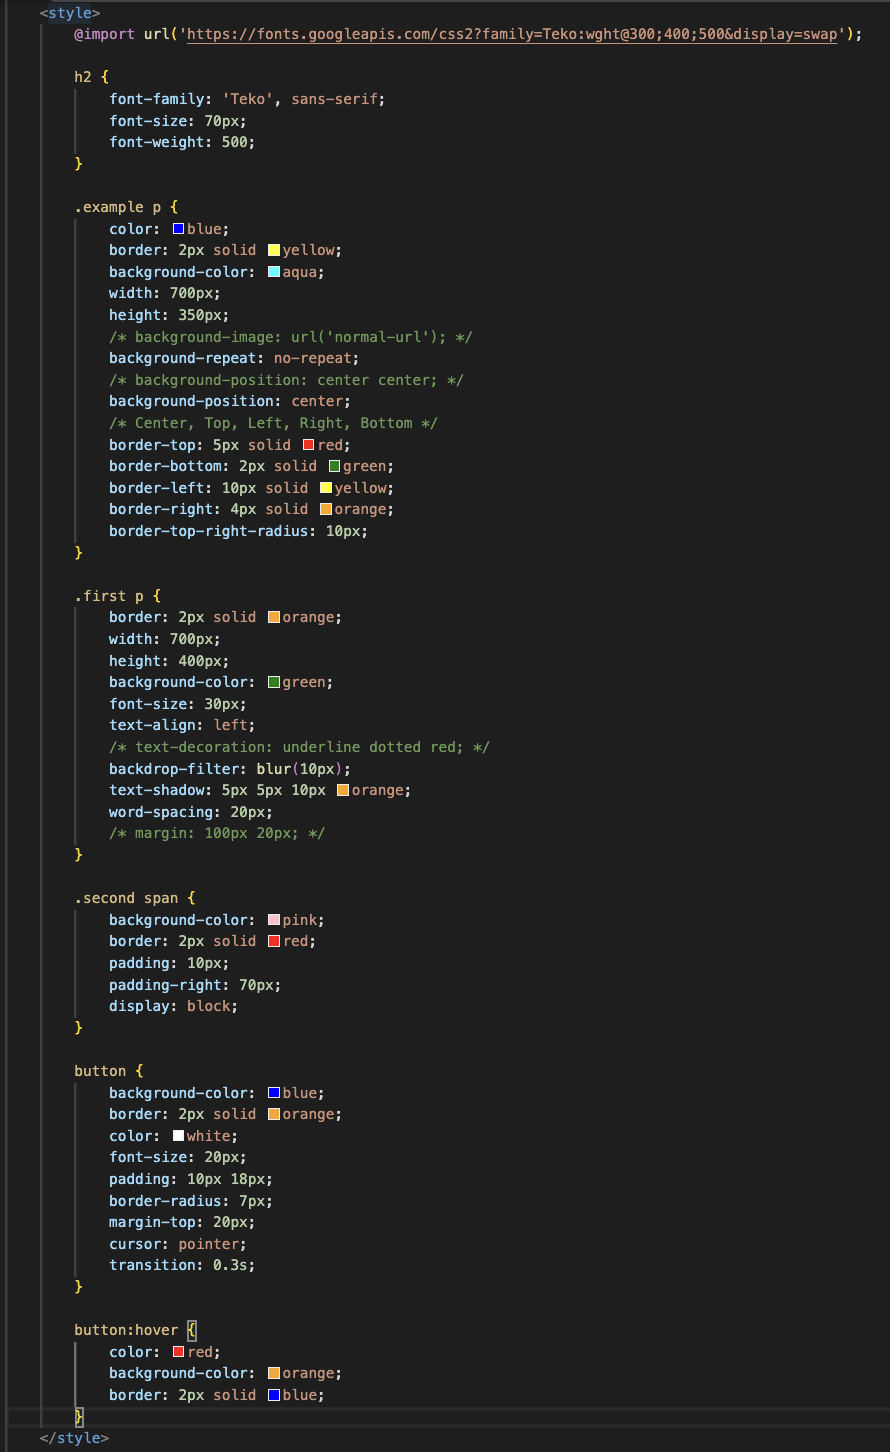 <style>
@import url('https://fonts.googleapis.com/css2?family=Teko:wght@300;400;500&display=swap');
h2 {
font-family: 'Teko', sans-serif;
font-size: 70px;
font-weight: 500;
}
.example p {
color: blue;
border: 2px solid yellow;
background-color: aqua;
width: 700px;
height: 350px;
/* background-image: url('normal-url'); */
background-repeat: no-repeat;
/* background-position: center center; */
background-position: center;
/* Center, Top, Left, Right, Bottom */
border-top: 5px solid red;
border-bottom: 2px solid green;
border-left: 10px solid yellow;
border-right: 4px solid orange;
border-top-right-radius: 10px;
}
.first p {
border: 2px solid orange;
width: 700px;
height: 400px;
background-color: green;
font-size: 30px;
text-align: left;
/* text-decoration: underline dotted red; */
backdrop-filter: blur(10px);
text-shadow: 5px 5px 10px orange;
word-spacing: 20px;
/* margin: 100px 20px; */
}
.second span {
background-color: pink;
border: 2px solid red;
padding: 10px;
padding-right: 70px;
display: block;
}
button {
background-color: blue;
border: 2px solid orange;
color: white;
font-size: 20px;
padding: 10px 18px;
border-radius: 7px;
margin-top: 20px;
cursor: pointer;
transition: 0.3s;
}
button:hover {
color: red;
background-color: orange;
border: 2px solid blue;
}
</style>